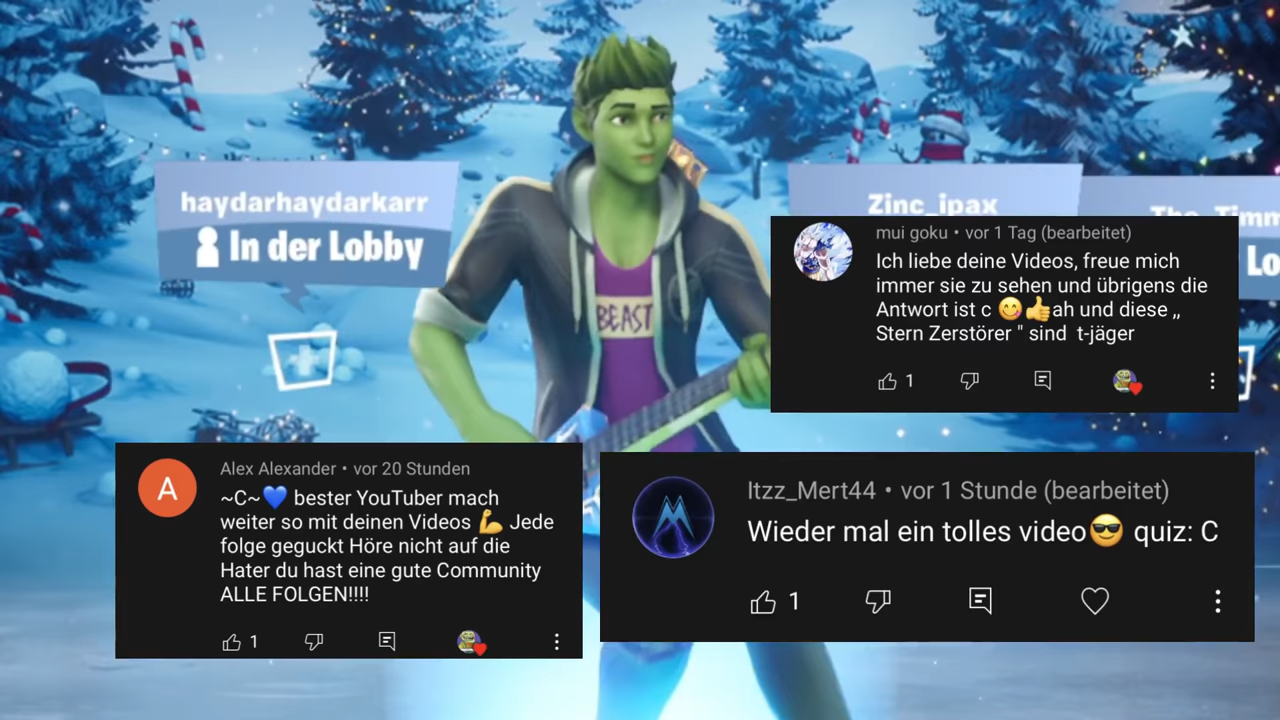 haydarhaydarkarr
In der Lobby
Zinc_ipax
BEAST
mui goku • vor 1 Tag (bearbeitet)
Ich liebe deine Videos, freue mich
immer sie zu sehen und übrigens die
Antwort ist c 😋👍ah und diese ,,
Stern Zerstörer " sind t-jäger
1
A
Alex Alexander • vor 20 Stunden
~C~💙 bester YouTuber mach
weiter so mit deinen Videos 💪 Jede
folge geguckt Höre nicht auf die
Hater du hast eine gute Community
ALLE FOLGEN!!!!
1
Itzz_Mert44 • vor 1 Stunde (bearbeitet)
Wieder mal ein tolles video😎 quiz: C
1